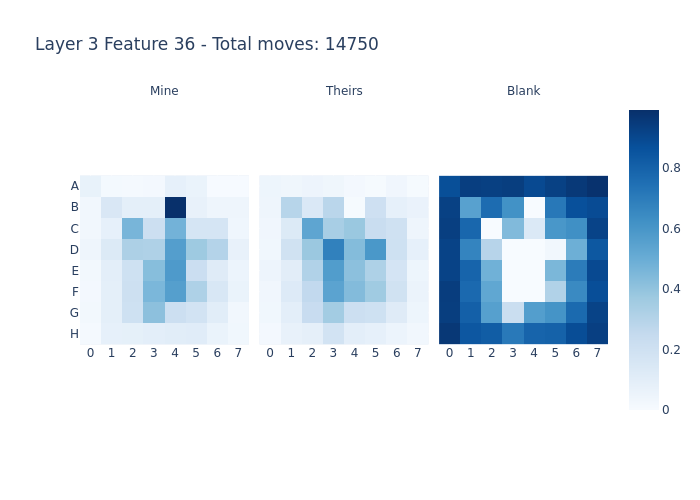 Layer 3 Feature 36 - Total moves: 14750
Mine
Theirs
Blank
A
B
C
D
E
F
G
H
0 1 2 3 4 5 6 7
0 1 2 3 4 5 6 7
0 1 2 3 4 5 6 7
0.8
0.6
0.4
0.2
0